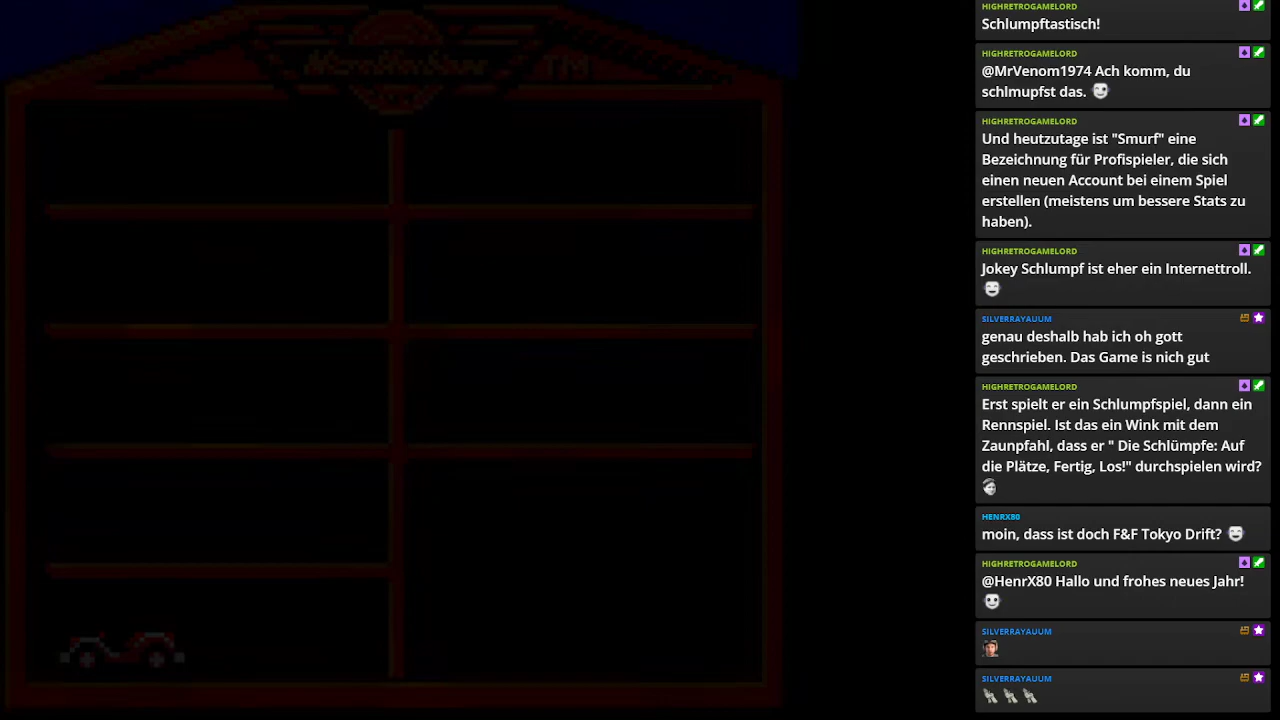 HIGHRETROGAMELORD
Schlumpftastisch!
HIGHRETROGAMELORD
@MrVenom1974 Ach komm, du
schlmupfst das.
HIGHRETROGAMELORD
Und heutzutage ist "Smurf" eine
Bezeichnung für Profispieler, die sich
einen neuen Account bei einem Spiel
erstellen (meistens um bessere Stats zu
haben).
HIGHRETROGAMELORD
Jokey Schlumpf ist eher ein Internettroll.
SILVERRAYAUUM
genau deshalb hab ich oh gott
geschrieben. Das Game is nich gut
HIGHRETROGAMELORD
Erst spielt er ein Schlumpfspiel, dann ein
Rennspiel. Ist das ein Wink mit dem
Zaunpfahl, dass er " Die Schlümpfe: Auf
die Plätze, Fertig, Los!" durchspielen wird?
HENRX80
moin, dass ist doch F&F Tokyo Drift?
HIGHRETROGAMELORD
@HenrX80 Hallo und frohes neues Jahr!
SILVERRAYAUUM
SILVERRAYAUUM